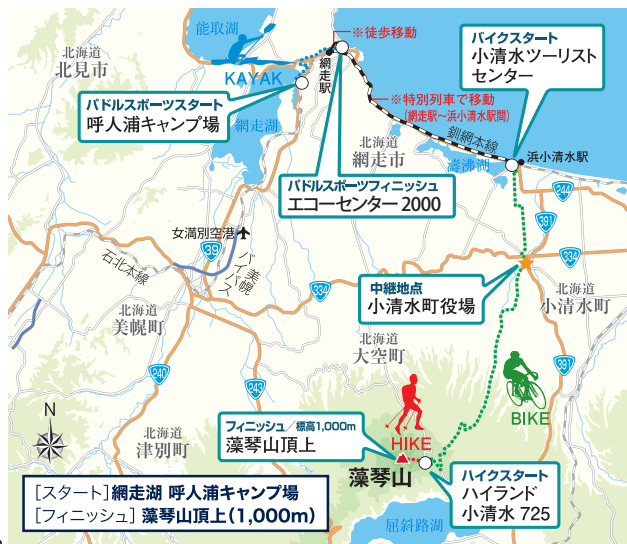 能取湖
※徒歩移動
北海道
北見市
KAYAK
網走駅
バイクスタート
小清水ツーリスト
センター
パドルスポーツスタート
呼人浦キャンプ場
※特別列車で移動
(網走駅~浜小清水駅間)
網走湖
北海道
網走市
釧網本線
濤沸湖
浜小清水駅
パドルスポーツフィニッシュ
エコーセンター2000
244
391
女満別空港
39
334
石北本線
美幌バイパス
334
中継地点
小清水町役場
北海道
小清水町
北海道
美幌町
北海道
大空町
240
243
391
BIKE
N
北海道
津別町
フィニッシュ/標高1,000m
藻琴山頂上
HIKE
藻琴山
ハイクスタート
ハイランド
小清水 725
屈斜路湖
[スタート]網走湖 呼人浦キャンプ場
[フィニッシュ] 藻琴山頂上(1,000m)